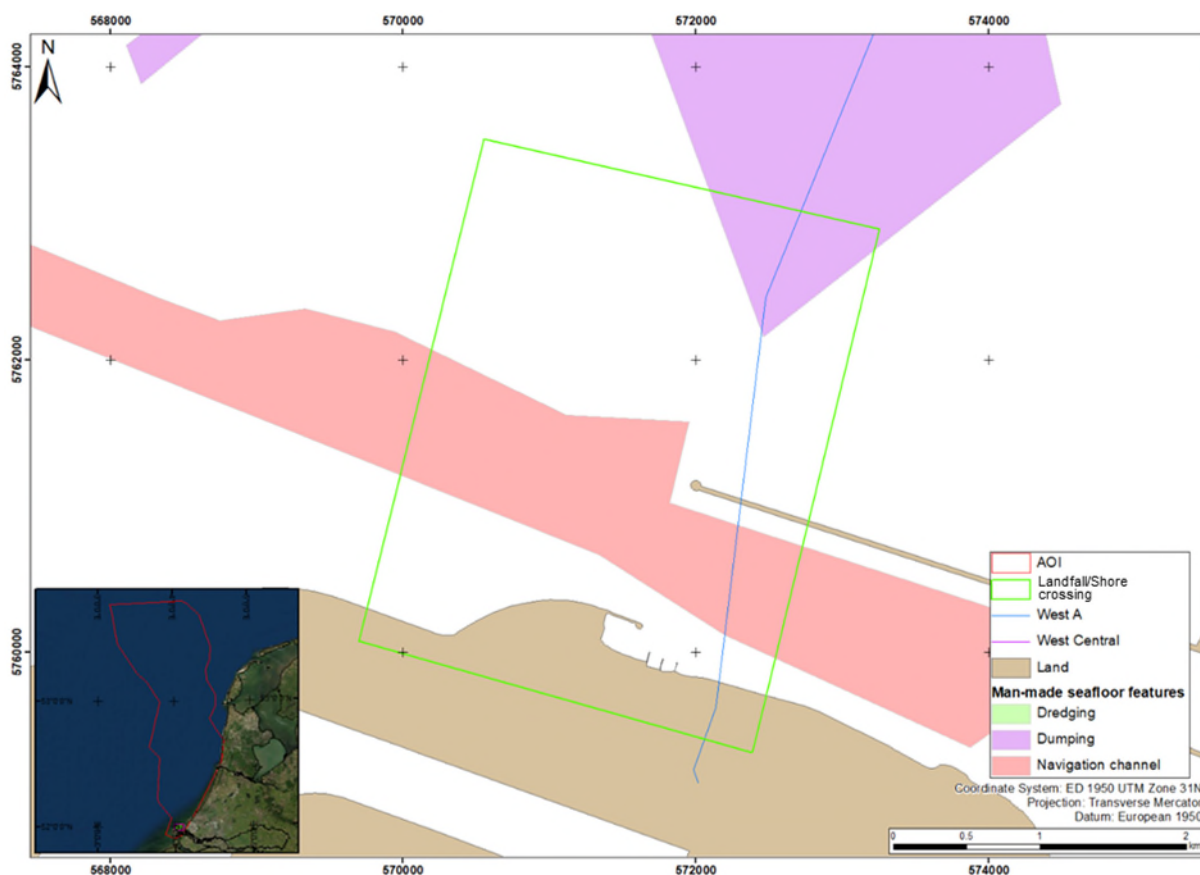 568000
570000
572000
574000
N
5764000
5762000
5760000
AOI
Landfall/Shore
crossing
West A
West Central
Land
Man-made seafloor features
Dredging
Dumping
Navigation channel
Coordinate System: ED 1950 UTM Zone 31N
Projection: Transverse Mercator
Datum: European 1950
0
0.5
1
2
km
568000
570000
572000
574000